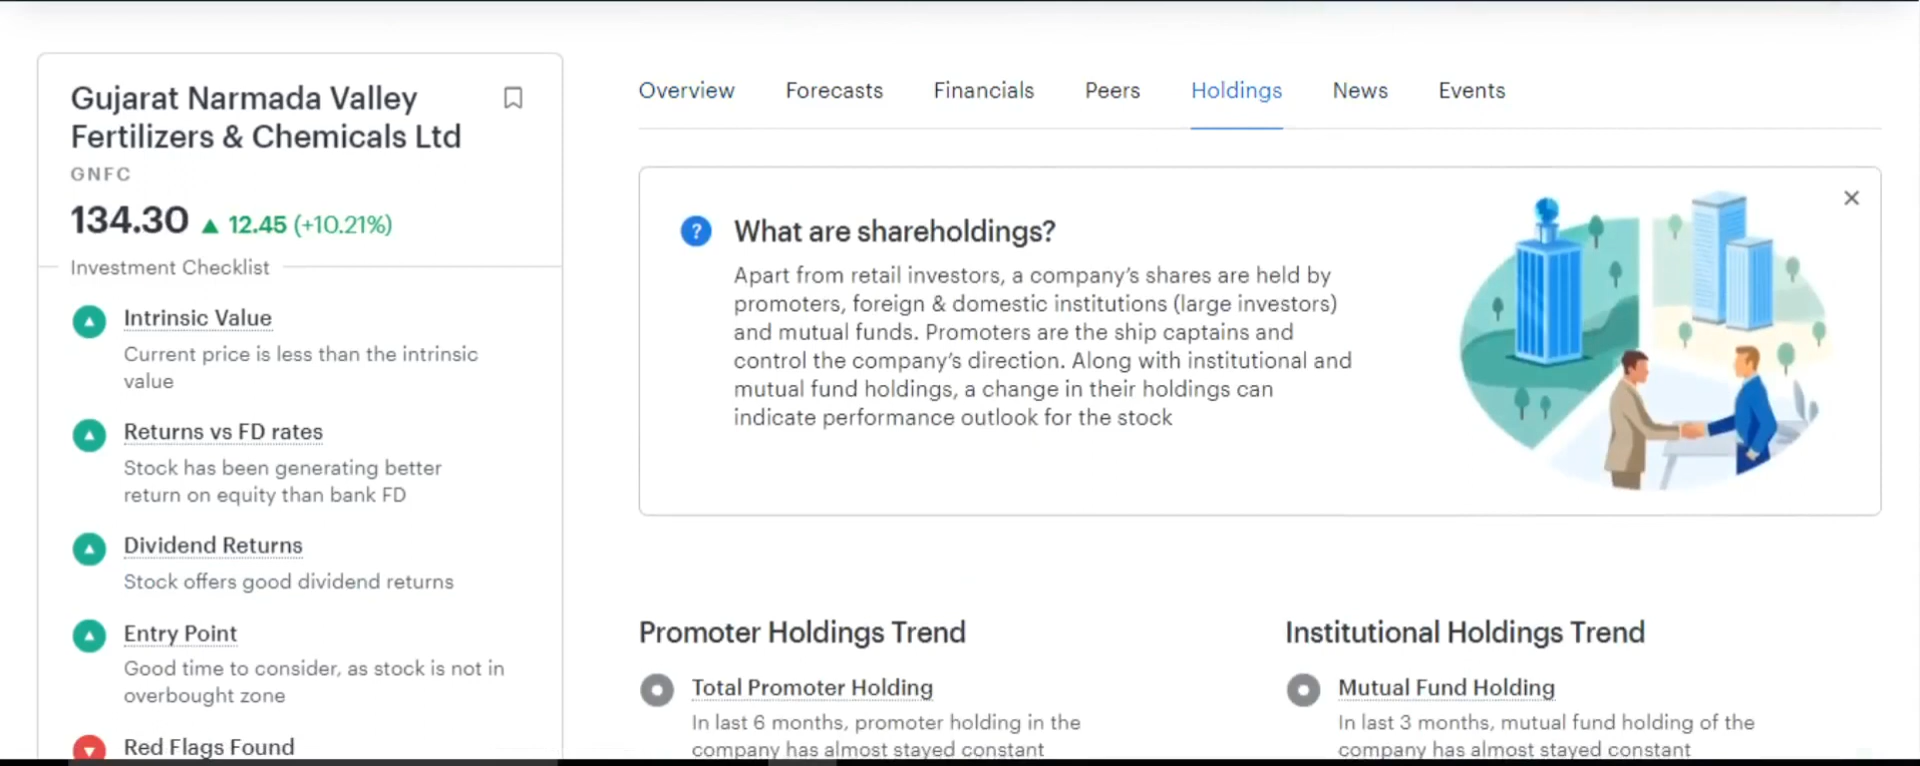 Gujarat Narmada Valley
Fertilizers & Chemicals Ltd
GNFC
134.30 ▲ 12.45 (+10.21%)
Investment Checklist
Intrinsic Value
Current price is less than the intrinsic
value
Returns vs FD rates
Stock has been generating better
return on equity than bank FD
Dividend Returns
Stock offers good dividend returns
Entry Point
Good time to consider, as stock is not in
overbought zone
Red Flags Found
Overview Forecasts Financials Peers Holdings News Events
? What are shareholdings?
Apart from retail investors, a company’s shares are held by
promoters, foreign & domestic institutions (large investors)
and mutual funds. Promoters are the ship captains and
control the company’s direction. Along with institutional and
mutual fund holdings, a change in their holdings can
indicate performance outlook for the stock
Promoter Holdings Trend
Total Promoter Holding
In last 6 months, promoter holding in the
company has almost stayed constant
Institutional Holdings Trend
Mutual Fund Holding
In last 3 months, mutual fund holding of the
company has almost stayed constant